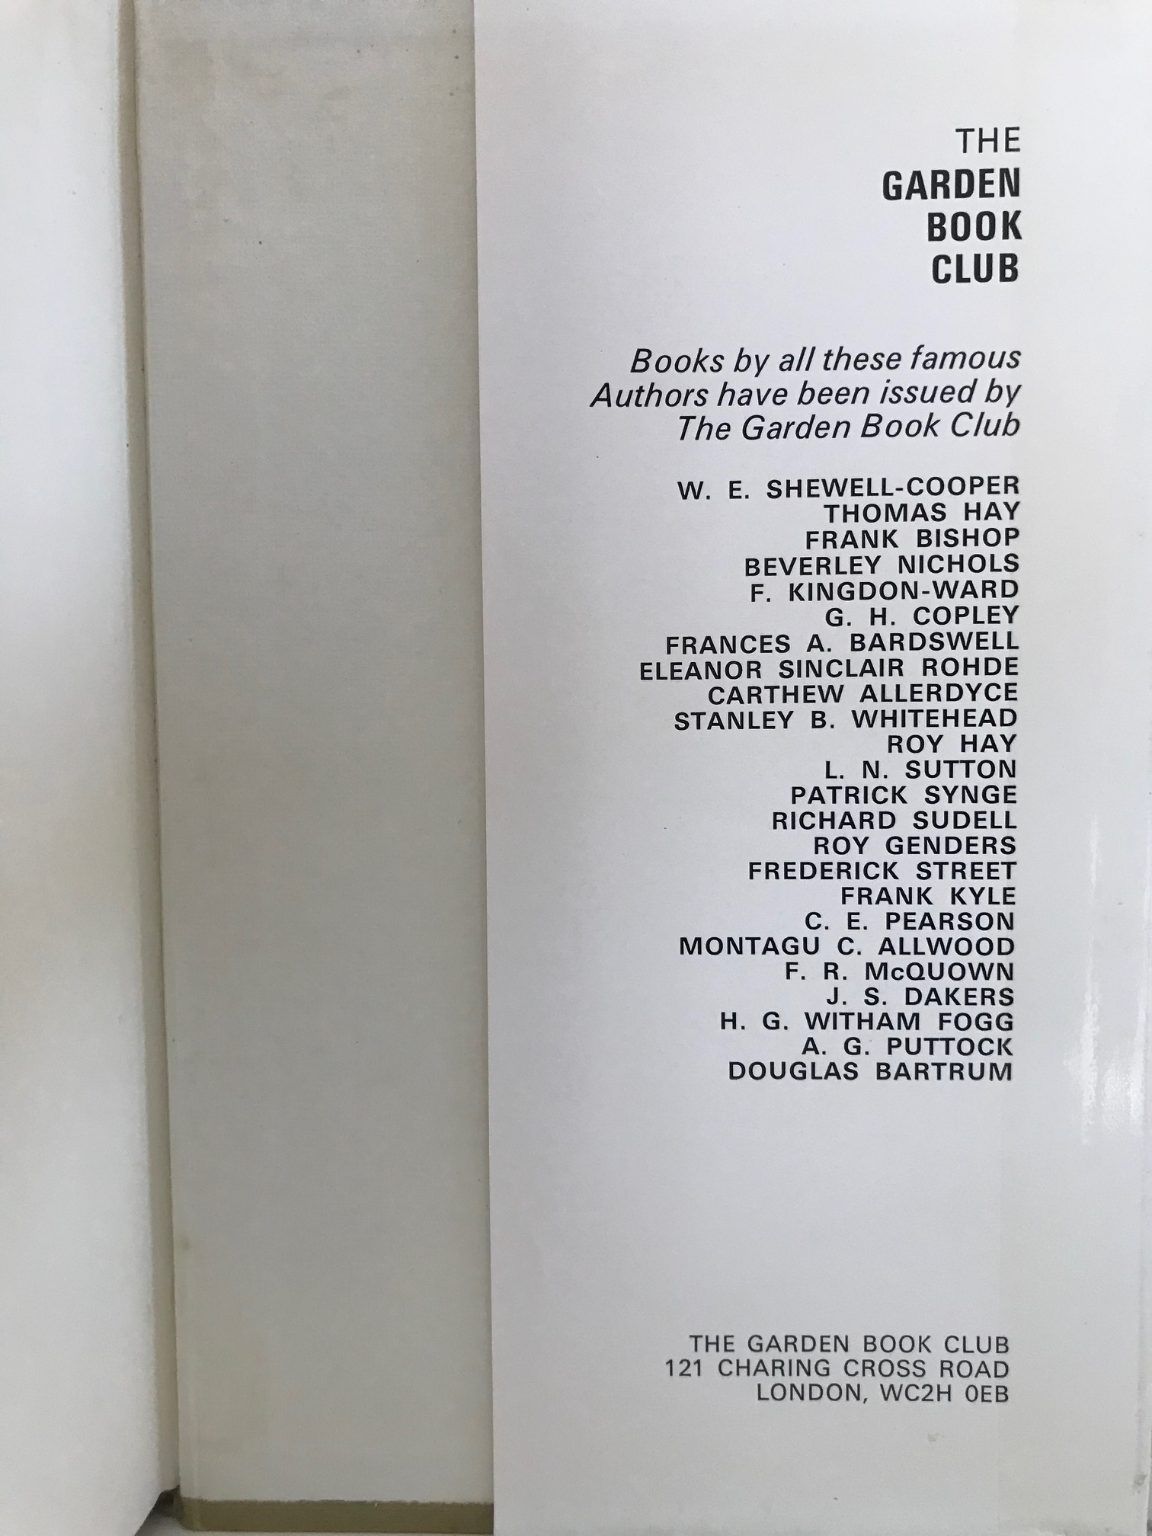 THE
GARDEN
BOOK
CLUB
Books by all these famous
Authors have been issued by
The Garden Book Club
W. E. SHEWELL-COOPER
THOMAS HAY
FRANK BISHOP
BEVERLEY NICHOLS
F. KINGDON-WARD
G. H. COPLEY
FRANCES A. BARDSWELL
ELEANOR SINCLAIR ROHDE
CARTHEW ALLERDYCE
STANLEY B. WHITEHEAD
ROY HAY
L. N. SUTTON
PATRICK SYNGE
RICHARD SUDELL
ROY GENDERS
FREDERICK STREET
FRANK KYLE
C. E. PEARSON
MONTAGU C. ALLWOOD
F. R. McQUOWN
J. S. DAKERS
H. G. WITHAM FOGG
A. G. PUTTOCK
DOUGLAS BARTRUM
THE GARDEN BOOK CLUB
121 CHARING CROSS ROAD
LONDON, WC2H 0EB